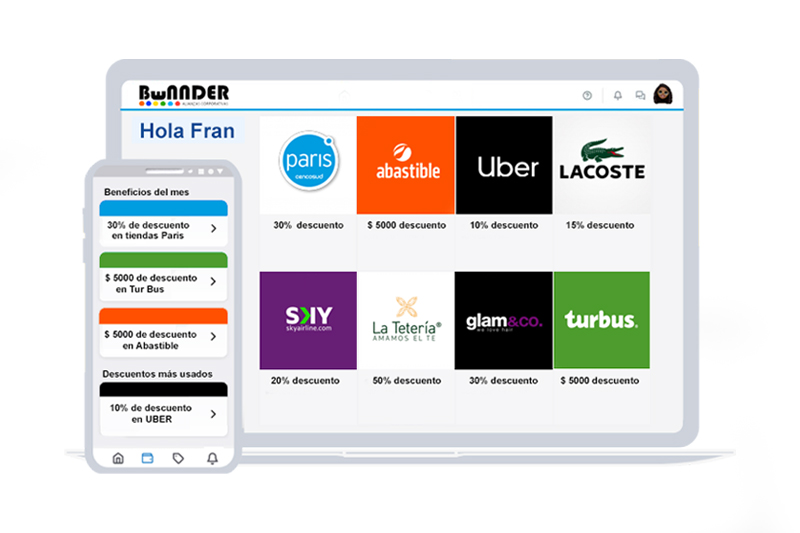 BWNNDER
ALIANZAS CORPORATIVAS
Hola Fran
paris
cencosud
abastible
Uber
LACOSTE
30% descuento
$ 5000 descuento
10% descuento
15% descuento
SKY
skyairline.com
La Tetería®
AMAMOS EL TE
glam&co.
we love hair
turbus.
20% descuento
50% descuento
30% descuento
$ 5000 descuento
Beneficios del mes
30% de descuento
en tiendas Paris
$ 5000 de descuento
en Tur Bus
$ 5000 de descuento
en Abastible
Descuentos más usados
10% de descuento
en UBER